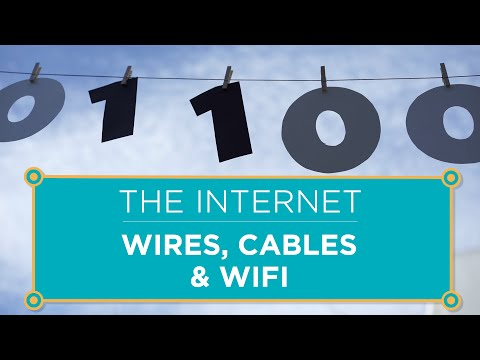 01100
THE INTERNET
WIRES, CABLES
& WIFI